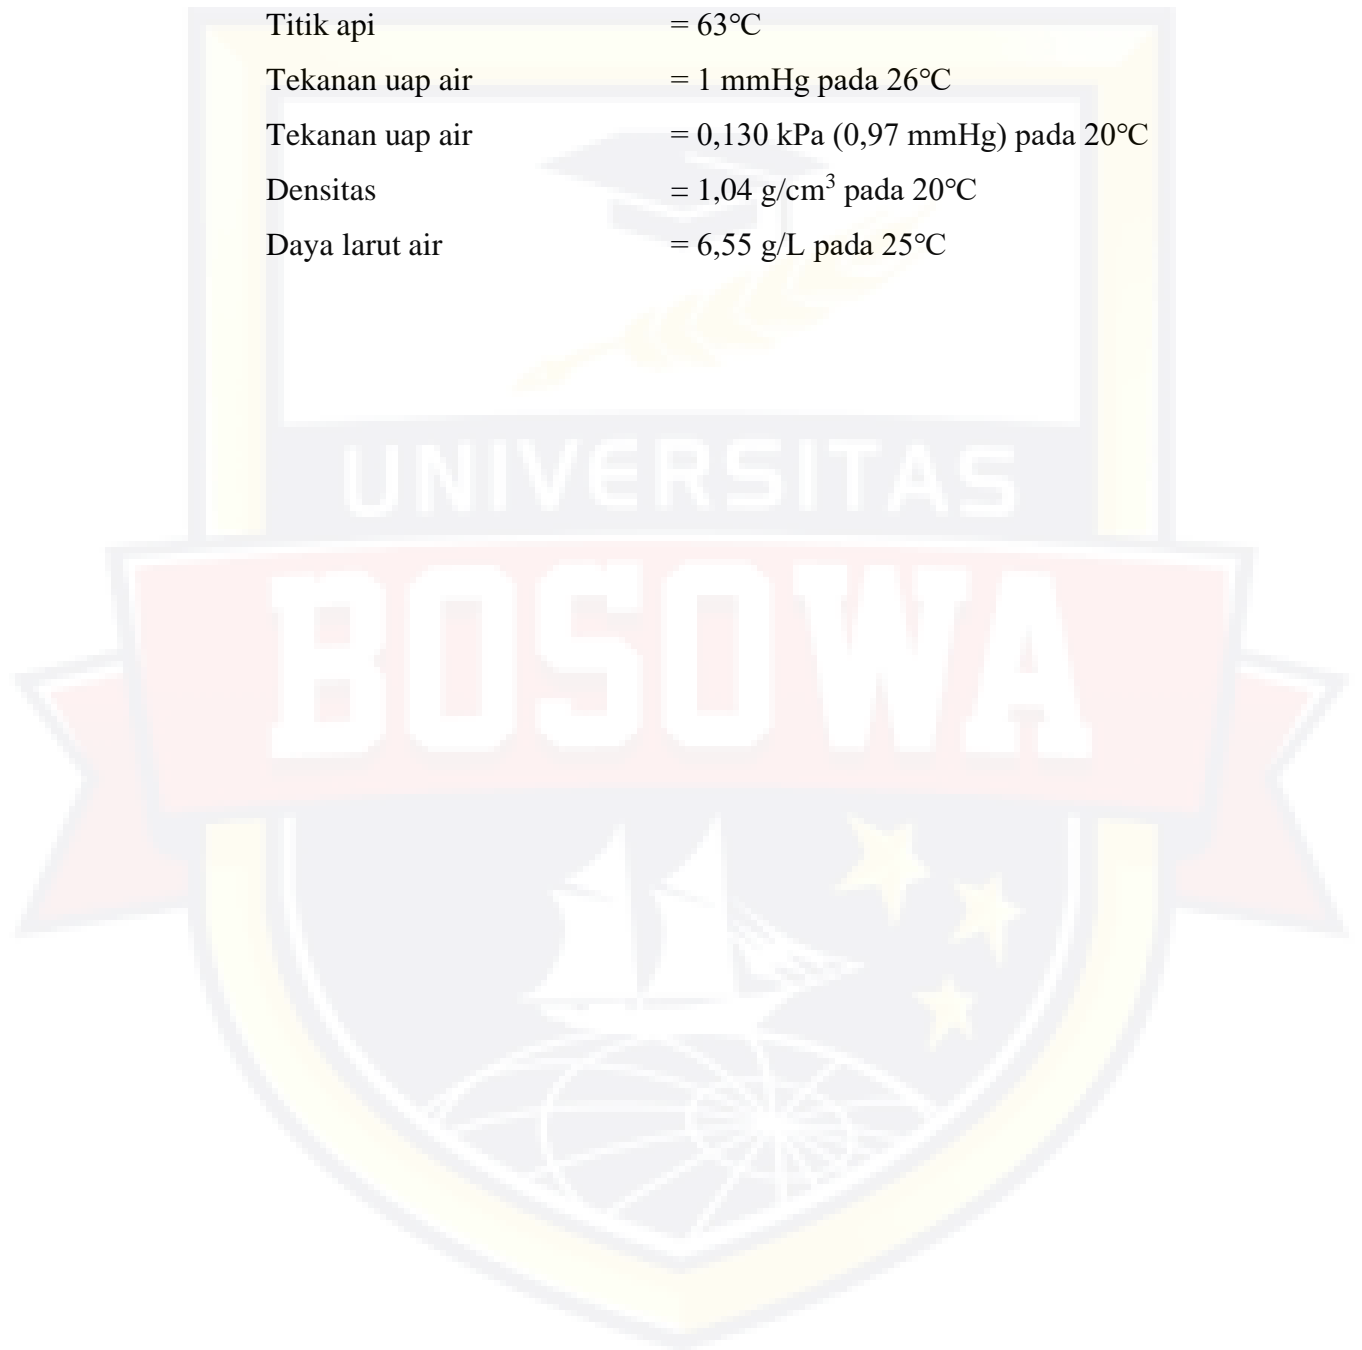 Titik api = 63°C
Tekanan uap air = 1 mmHg pada 26°C
Tekanan uap air = 0,130 kPa (0,97 mmHg) pada 20°C
Densitas = 1,04 g/cm³ pada 20°C
Daya larut air = 6,55 g/L pada 25°C
UNIVERSITAS
BOSOWA